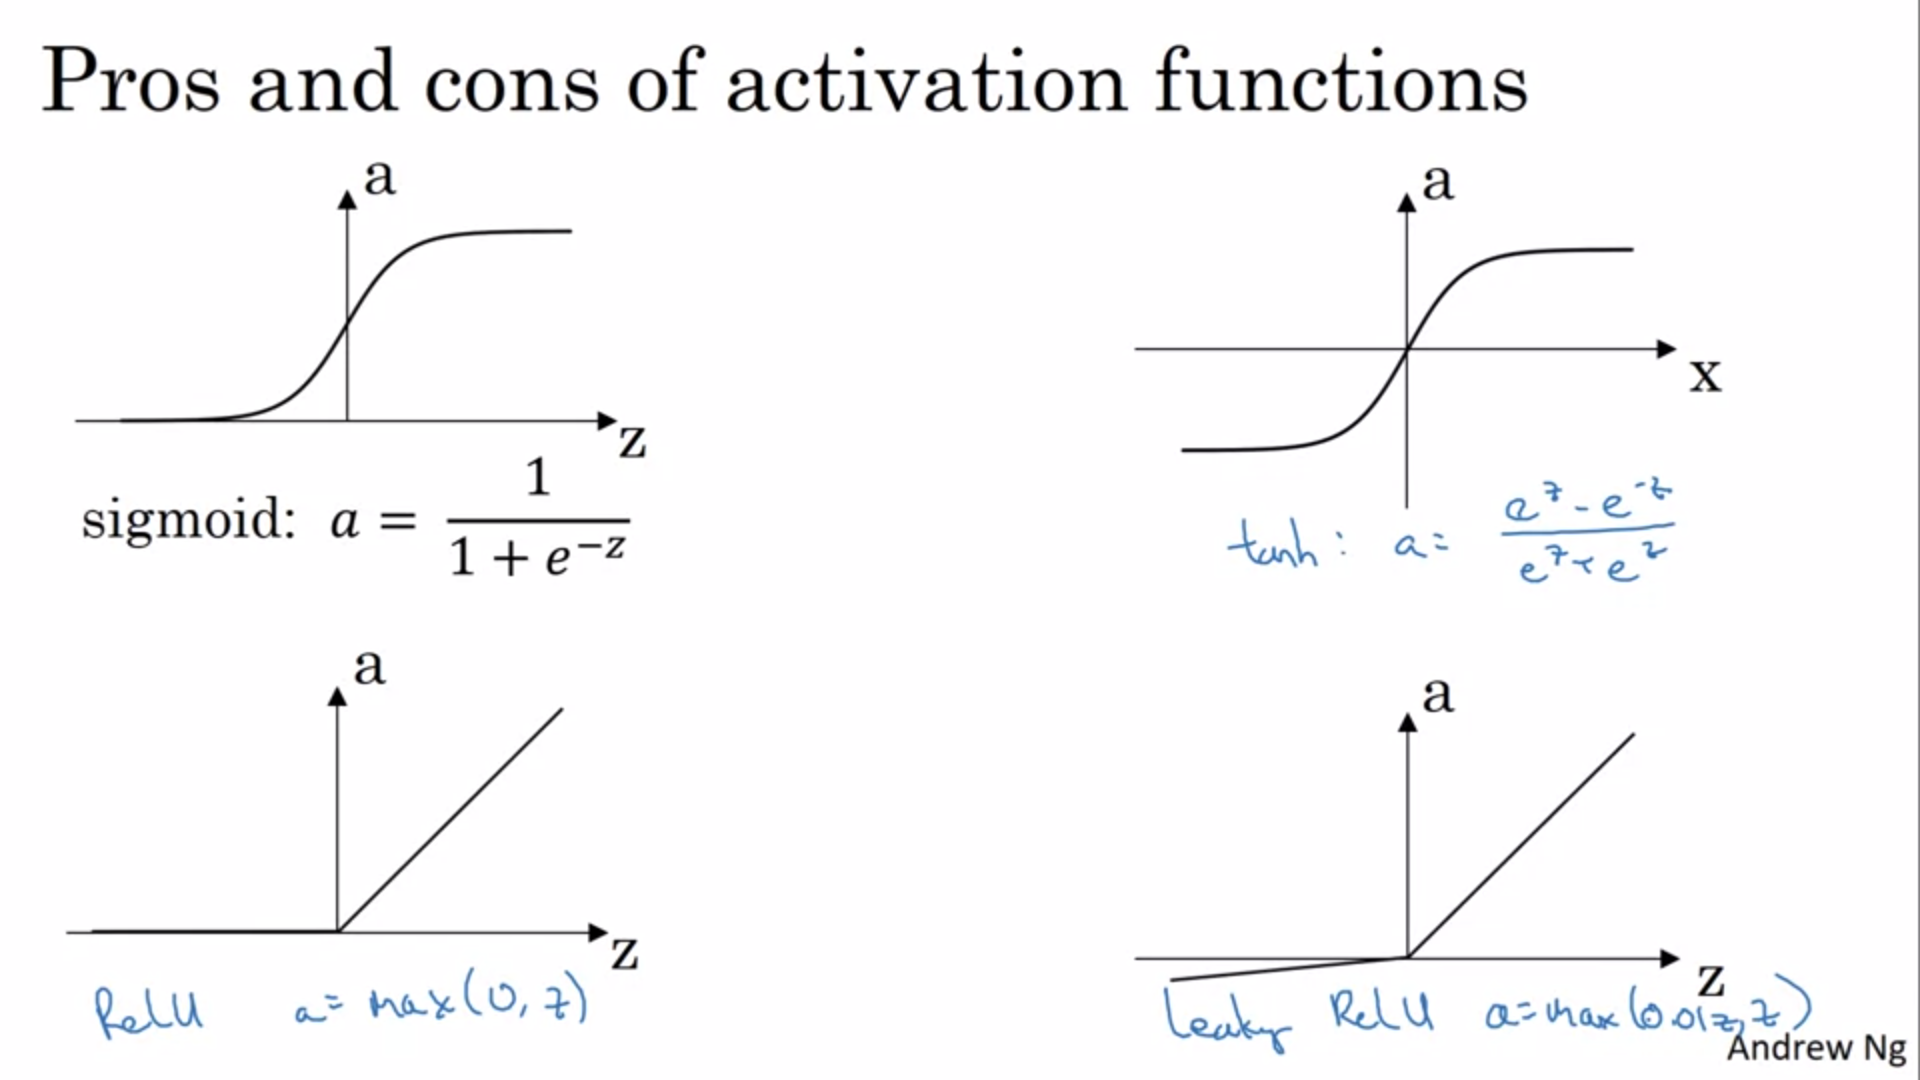 Pros and cons of activation functions
a
z
sigmoid: a = 1 / (1 + e^{-z})
a
x
tanh: a = (e^z - e^{-z}) / (e^z + e^z)
a
z
ReLU a = max(0, z)
a
z
Leaky ReLU a = max(0.01z, z)
Andrew Ng